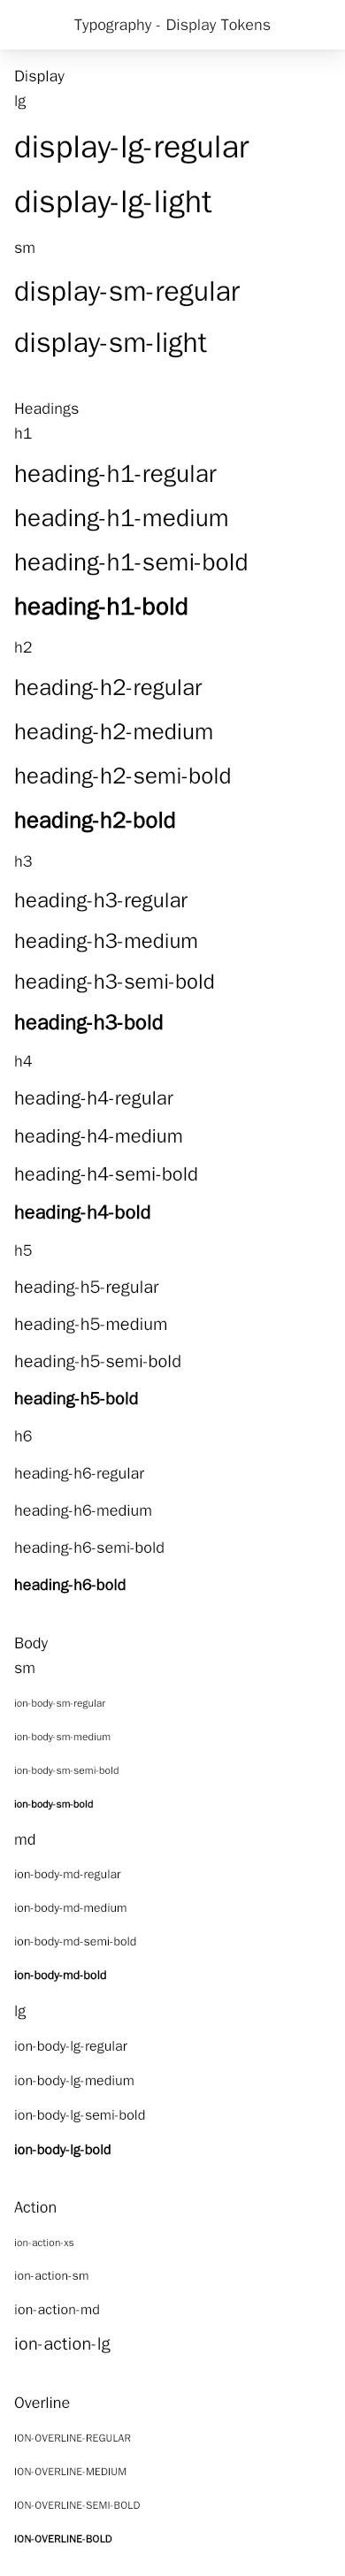 Typography - Display Tokens
Display
lg
display-lg-regular
display-lg-light
sm
display-sm-regular
display-sm-light
Headings
h1
heading-h1-regular
heading-h1-medium
heading-h1-semi-bold
heading-h1-bold
h2
heading-h2-regular
heading-h2-medium
heading-h2-semi-bold
heading-h2-bold
h3
heading-h3-regular
heading-h3-medium
heading-h3-semi-bold
heading-h3-bold
h4
heading-h4-regular
heading-h4-medium
heading-h4-semi-bold
heading-h4-bold
h5
heading-h5-regular
heading-h5-medium
heading-h5-semi-bold
heading-h5-bold
h6
heading-h6-regular
heading-h6-medium
heading-h6-semi-bold
heading-h6-bold
Body
sm
ion-body-sm-regular
ion-body-sm-medium
ion-body-sm-semi-bold
ion-body-sm-bold
md
ion-body-md-regular
ion-body-md-medium
ion-body-md-semi-bold
ion-body-md-bold
lg
ion-body-lg-regular
ion-body-lg-medium
ion-body-lg-semi-bold
ion-body-lg-bold
Action
ion-action-xs
ion-action-sm
ion-action-md
ion-action-lg
Overline
ION-OVERLINE-REGULAR
ION-OVERLINE-MEDIUM
ION-OVERLINE-SEMI-BOLD
ION-OVERLINE-BOLD